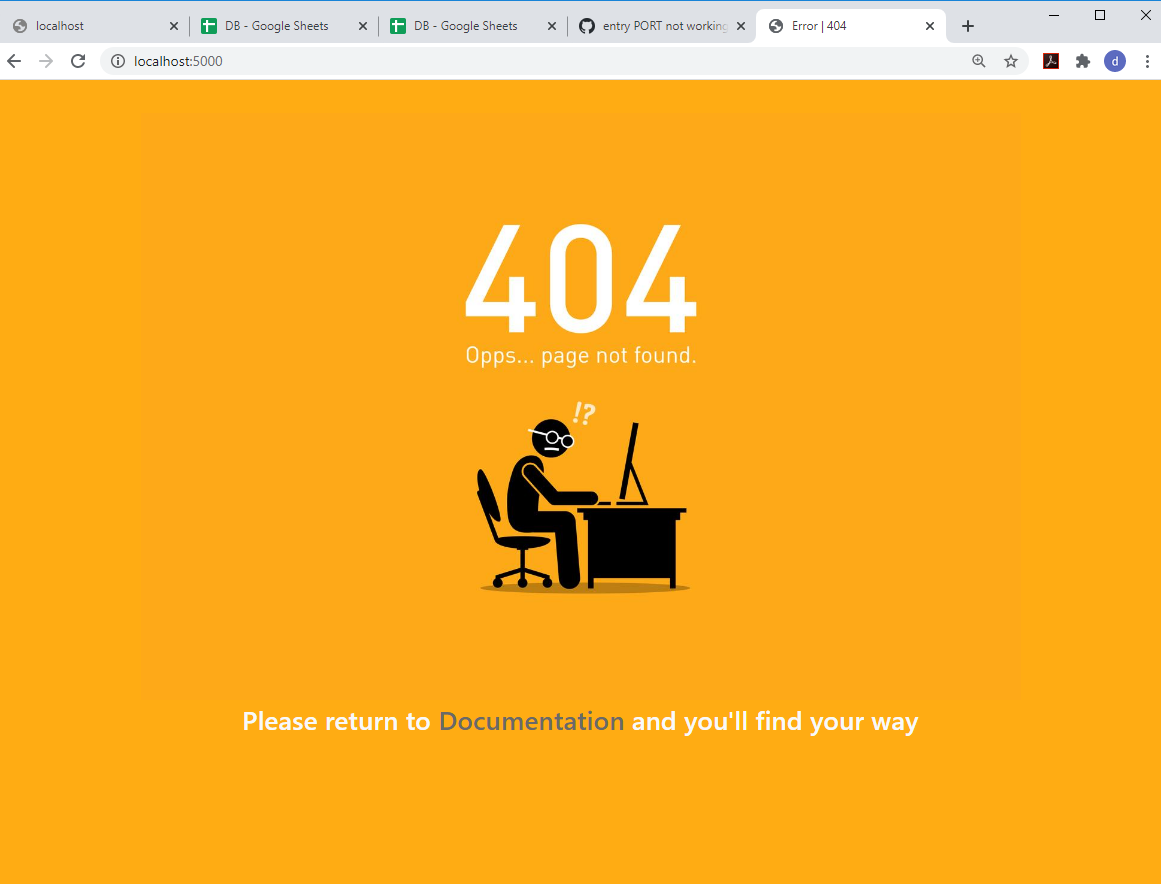 localhost
DB - Google Sheets
DB - Google Sheets
entry PORT not working
Error | 404
localhost:5000
d
404
Opps... page not found.
!?
Please return to Documentation and you'll find your way